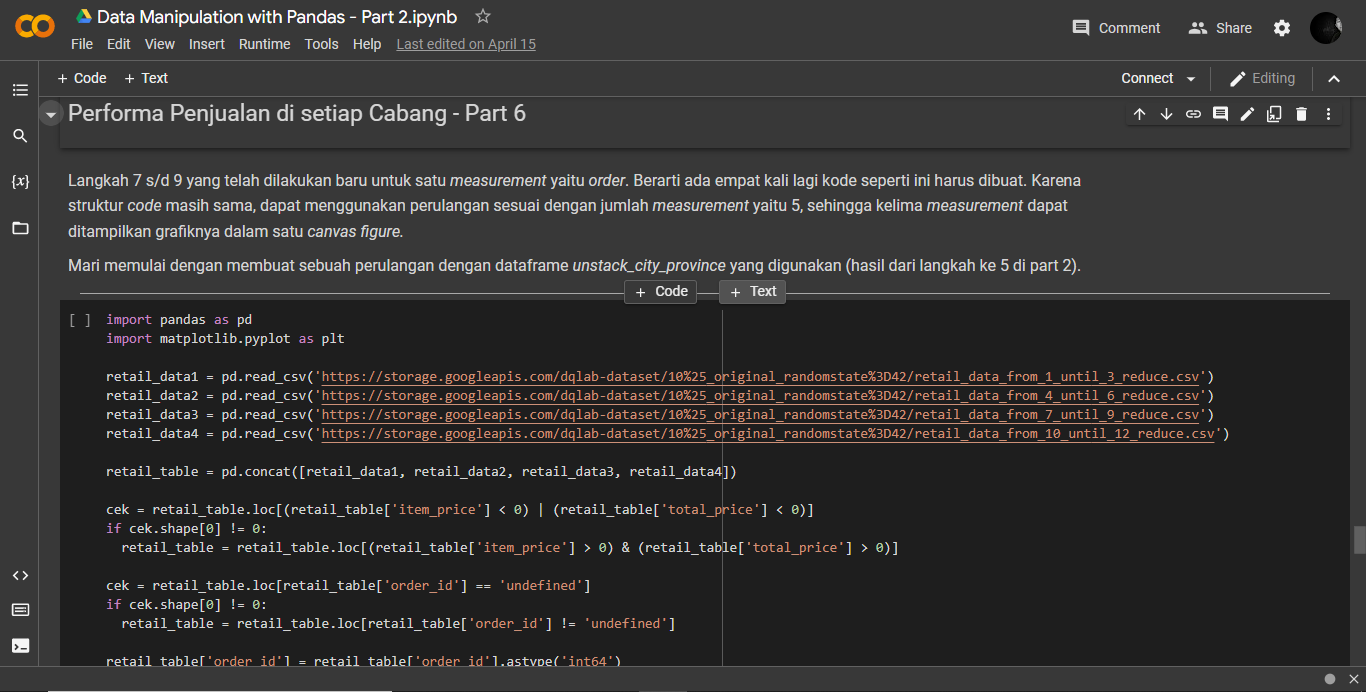 Data Manipulation with Pandas - Part 2.ipynb
File Edit View Insert Runtime Tools Help Last edited on April 15
Comment Share
+ Code + Text
Connect Editing
Performa Penjualan di setiap Cabang - Part 6
Langkah 7 s/d 9 yang telah dilakukan baru untuk satu measurement yaitu order. Berarti ada empat kali lagi kode seperti ini harus dibuat. Karena
struktur code masih sama, dapat menggunakan perulangan sesuai dengan jumlah measurement yaitu 5, sehingga kelima measurement dapat
ditampilkan grafiknya dalam satu canvas figure.
Mari memulai dengan membuat sebuah perulangan dengan dataframe unstack_city_province yang digunakan (hasil dari langkah ke 5 di part 2).
+ Code + Text
[ ] import pandas as pd
import matplotlib.pyplot as plt
retail_data1 = pd.read_csv('https://storage.googleapis.com/dqlab-dataset/10%25_original_randomstate%3D42/retail_data_from_1_until_3_reduce.csv')
retail_data2 = pd.read_csv('https://storage.googleapis.com/dqlab-dataset/10%25_original_randomstate%3D42/retail_data_from_4_until_6_reduce.csv')
retail_data3 = pd.read_csv('https://storage.googleapis.com/dqlab-dataset/10%25_original_randomstate%3D42/retail_data_from_7_until_9_reduce.csv')
retail_data4 = pd.read_csv('https://storage.googleapis.com/dqlab-dataset/10%25_original_randomstate%3D42/retail_data_from_10_until_12_reduce.csv')
retail_table = pd.concat([retail_data1, retail_data2, retail_data3, retail_data4])
cek = retail_table.loc[(retail_table['item_price'] < 0) | (retail_table['total_price'] < 0)]
if cek.shape[0] != 0:
  retail_table = retail_table.loc[(retail_table['item_price'] > 0) & (retail_table['total_price'] > 0)]
cek = retail_table.loc[retail_table['order_id'] == 'undefined']
if cek.shape[0] != 0:
  retail_table = retail_table.loc[retail_table['order_id'] != 'undefined']
retail_table['order_id'] = retail_table['order_id'].astype('int64')
{x}